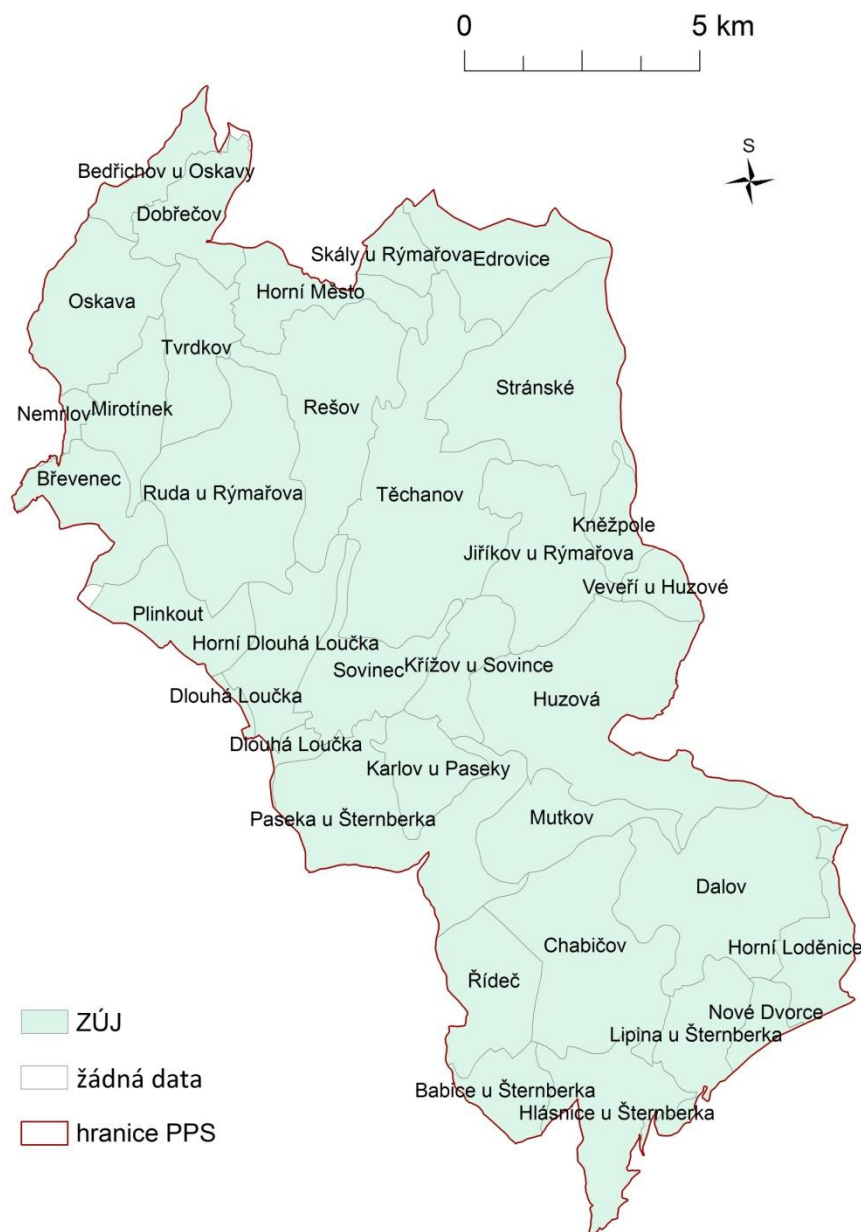 0 5 km
S
Bedřichov u Oskavy
Dobřečov
Skály u Rýmařova
Edrovice
Horní Město
Oskava
Tvrdkov
Stránské
Rešov
Nemrlov
Mirotínek
Břevenec
Ruda u Rýmařova
Těchanov
Kněžpole
Jiříkov u Rýmařova
Veveří u Huzové
Plinkout
Horní Dlouhá Loučka
Sovinec
Křížov u Sovince
Dlouhá Loučka
Huzová
Dlouhá Loučka
Karlov u Paseky
Paseka u Šternberka
Mutkov
Dalov
Chabičov
Horní Loděnice
Řídeč
Nové Dvorce
Lipina u Šternberka
Babice u Šternberka
Hlásnice u Šternberka
ZÚJ
žádná data
hranice PPS